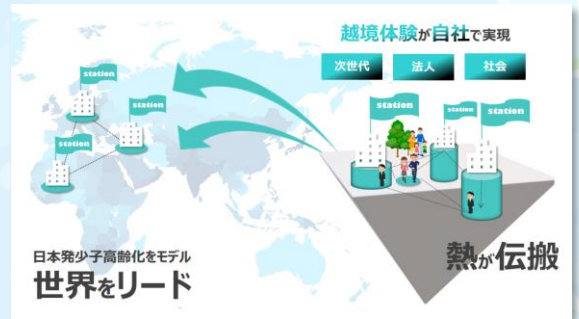 越境体験が自社で実現
次世代
法人
社会
station
station
station
station
station
station
日本発少子高齢化をモデル
世界をリード
熱が伝搬